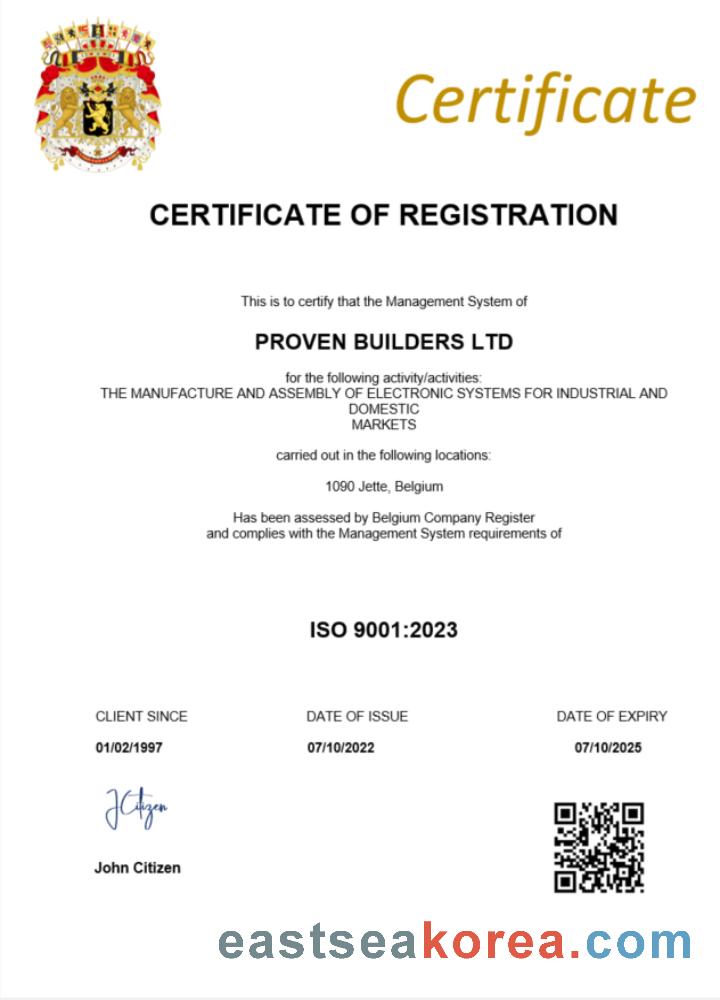 Certificate
CERTIFICATE OF REGISTRATION
This is to certify that the Management System of
PROVEN BUILDERS LTD
for the following activity/activities:
THE MANUFACTURE AND ASSEMBLY OF ELECTRONIC SYSTEMS FOR INDUSTRIAL AND
DOMESTIC
MARKETS
carried out in the following locations:
1090 Jette, Belgium
Has been assessed by Belgium Company Register
and complies with the Management System requirements of
ISO 9001:2023
CLIENT SINCE DATE OF ISSUE DATE OF EXPIRY
01/02/1997 07/10/2022 07/10/2025
JCitizen
John Citizen
eastseakorea.com